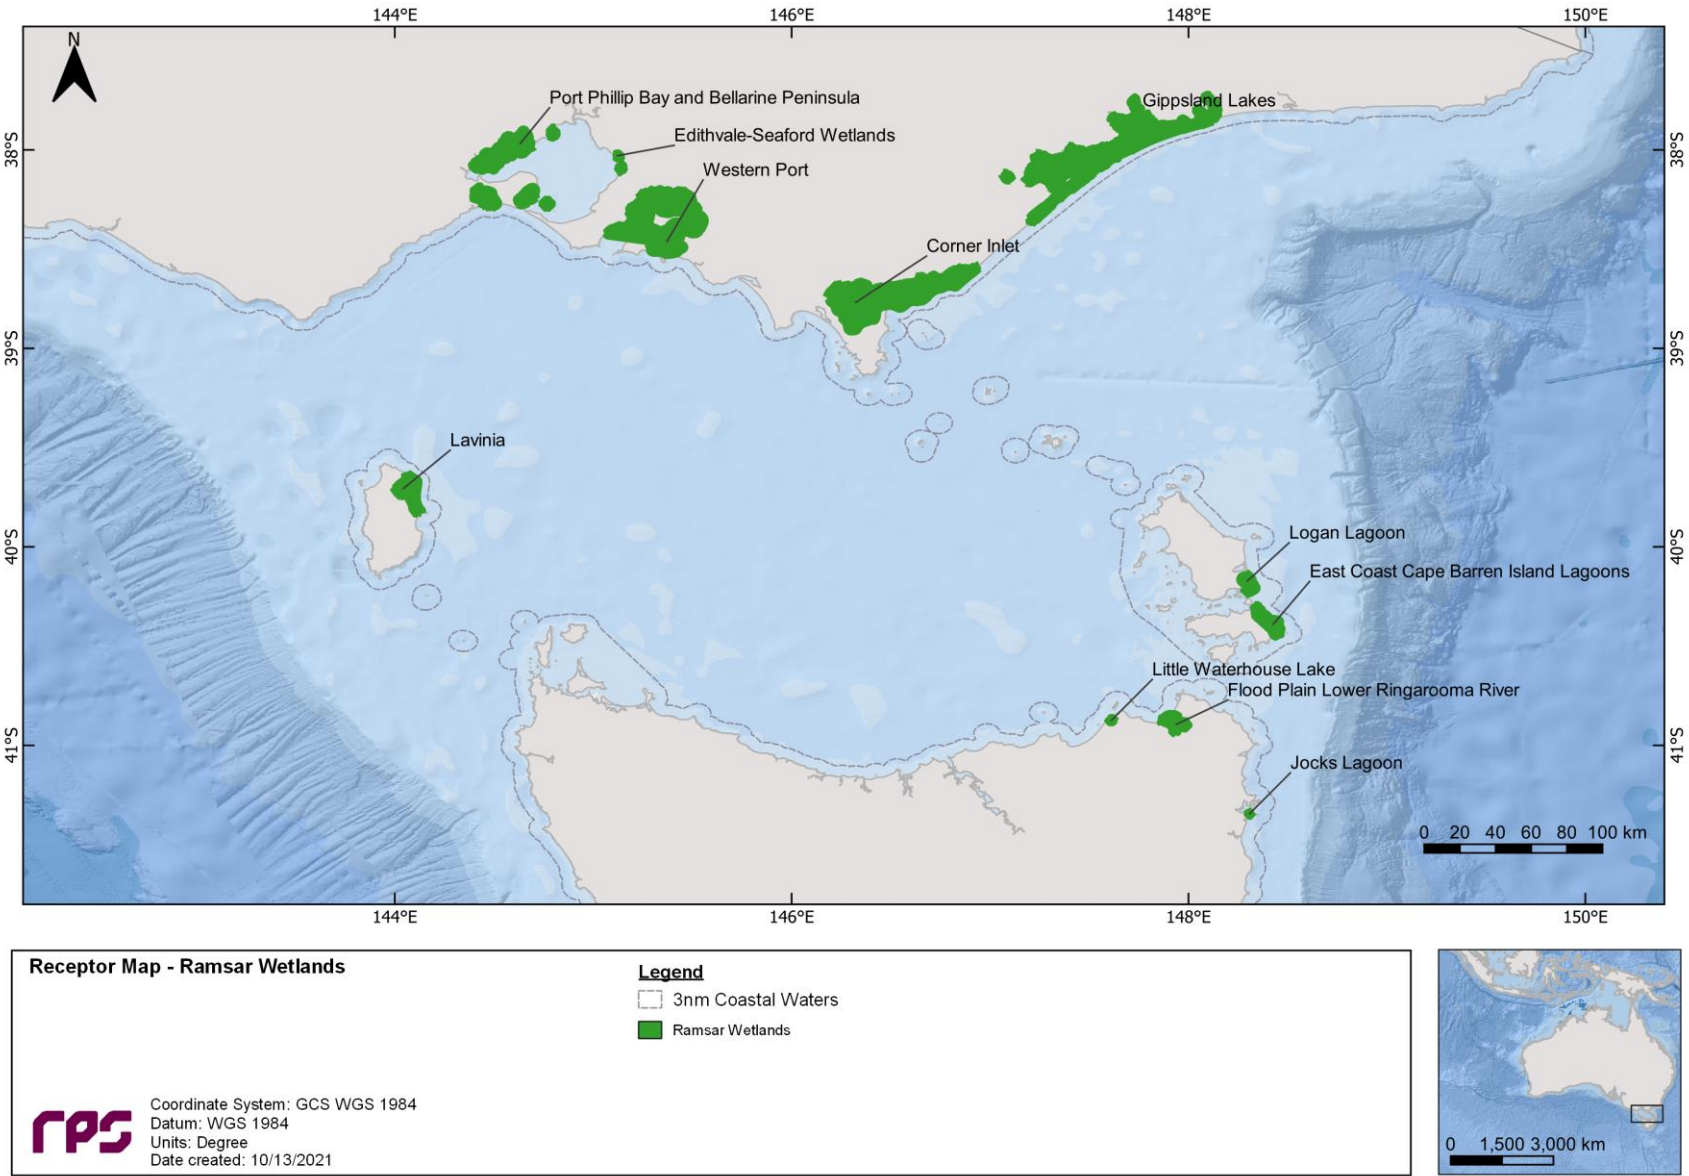 144°E
146°E
148°E
150°E
N
Port Phillip Bay and Bellarine Peninsula
Gippsland Lakes
Edithvale-Seaford Wetlands
38°S
38°S
Western Port
Corner Inlet
39°S
39°S
Lavinia
Logan Lagoon
40°S
40°S
East Coast Cape Barren Island Lagoons
Little Waterhouse Lake
Flood Plain Lower Ringarooma River
41°S
41°S
Jocks Lagoon
0 20 40 60 80 100 km
144°E
146°E
148°E
150°E
Receptor Map - Ramsar Wetlands
Legend
3nm Coastal Waters
Ramsar Wetlands
rps
Coordinate System: GCS WGS 1984
Datum: WGS 1984
Units: Degree
Date created: 10/13/2021
0 1,500 3,000 km